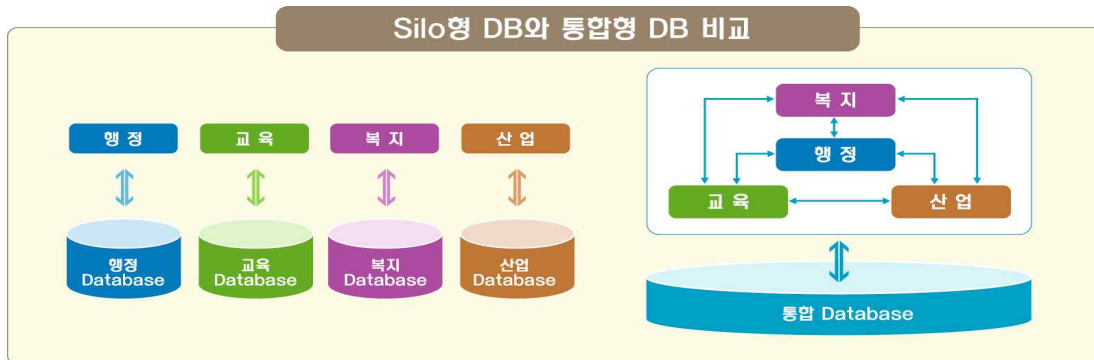 Silo형 DB와 통합형 DB 비교
행 정
교 육
복 지
산 업
행정
Database
교육
Database
복지
Database
산업
Database
복 지
행 정
교 육
산 업
통합 Database